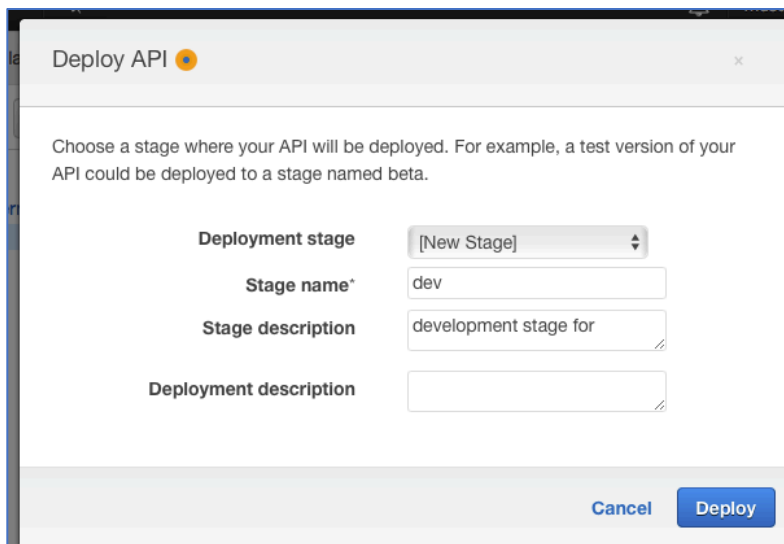 Deploy API
×
Choose a stage where your API will be deployed. For example, a test version of your
API could be deployed to a stage named beta.
Deployment stage [New Stage]
Stage name* dev
Stage description development stage for
Deployment description
Cancel Deploy